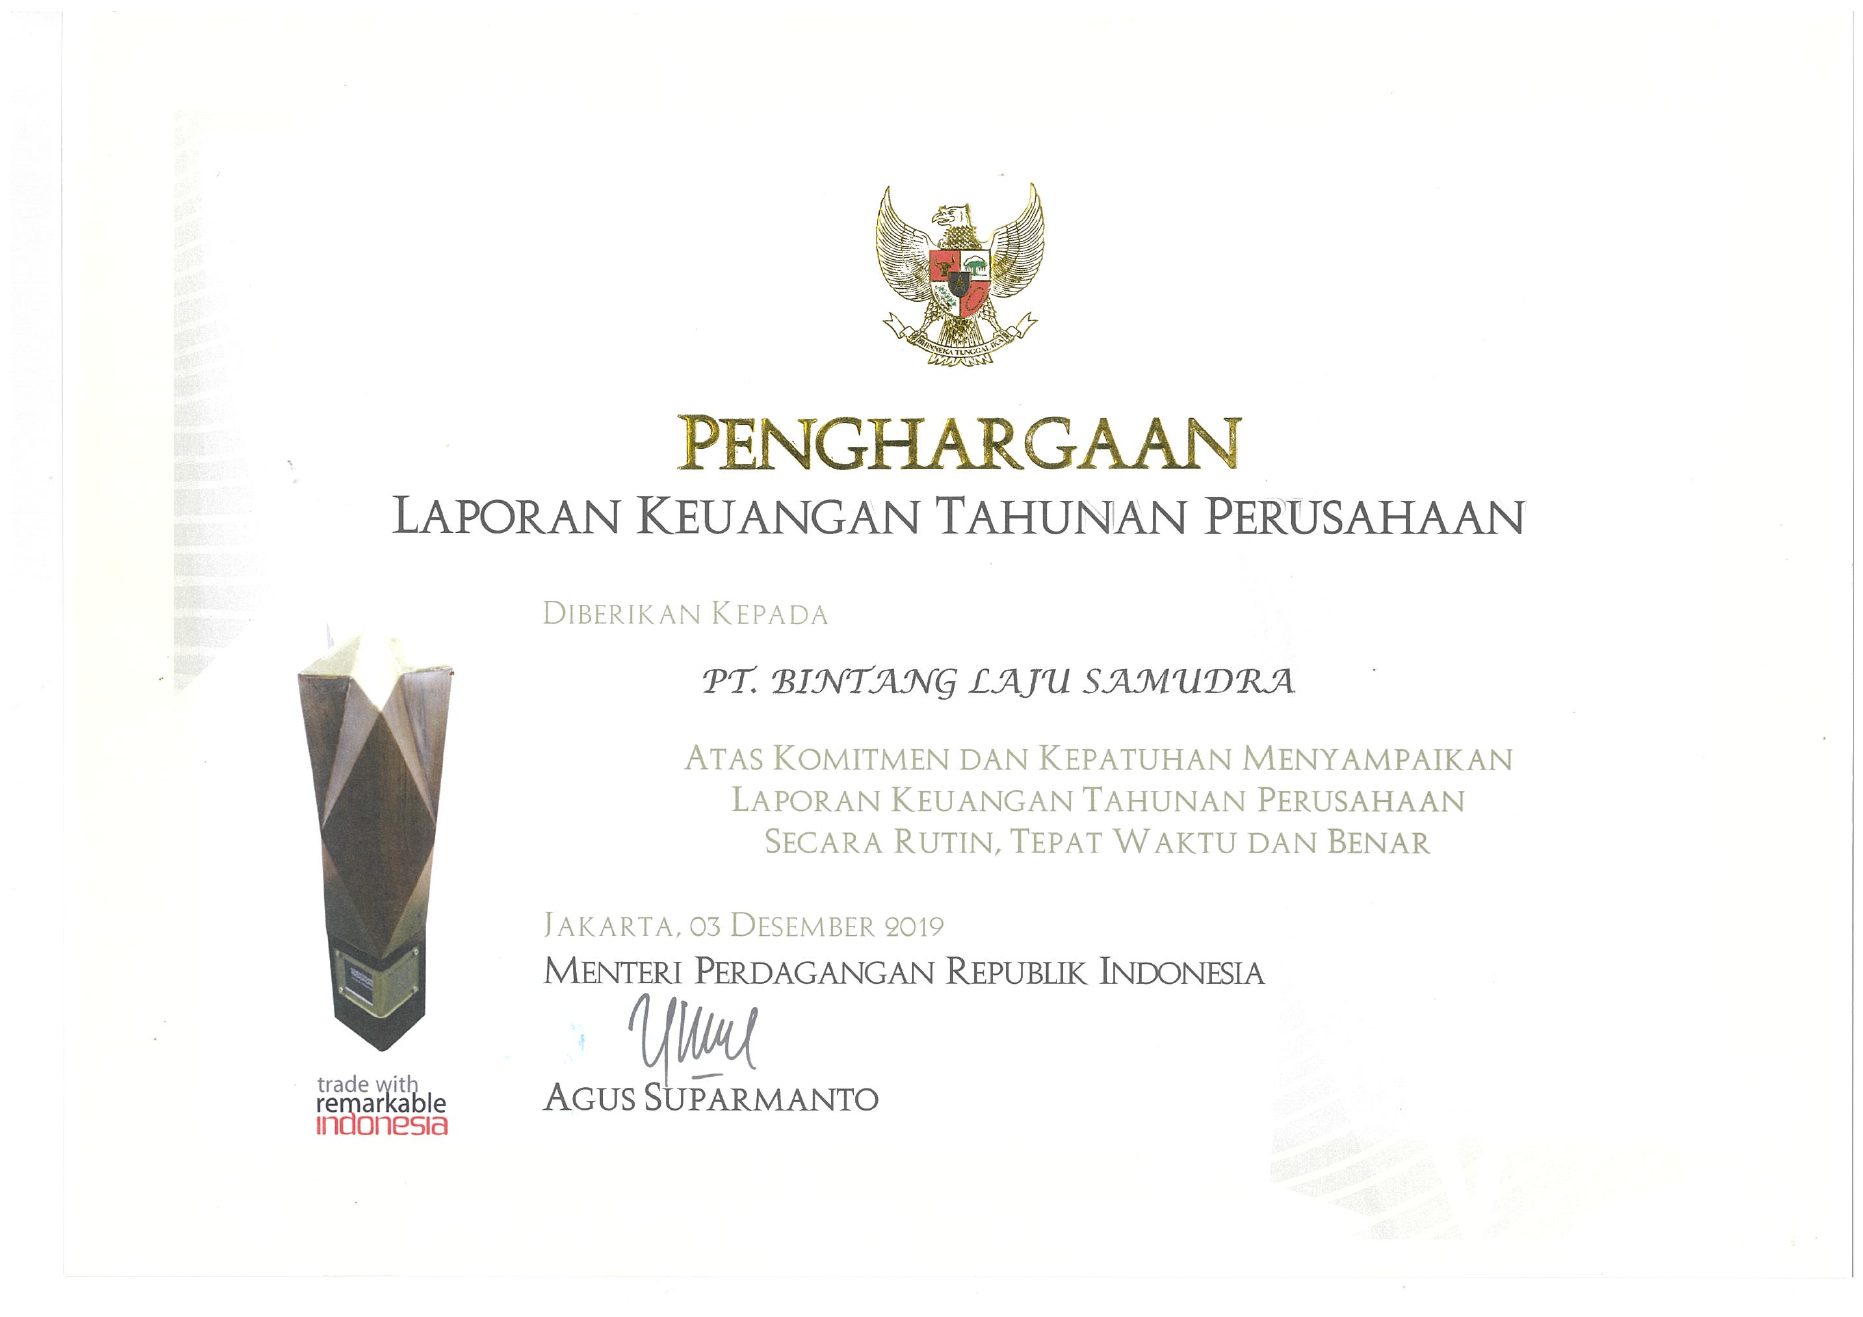 BHINNEKA TUNGGAL IKA
PENGHARGAAN
LAPORAN KEUANGAN TAHUNAN PERUSAHAAN
DIBERIKAN KEPADA
PT. BINTANG LAJU SAMUDRA
ATAS KOMITMEN DAN KEPATUHAN MENYAMPAIKAN
LAPORAN KEUANGAN TAHUNAN PERUSAHAAN
SECARA RUTIN, TEPAT WAKTU DAN BENAR
JAKARTA, 03 DESEMBER 2019
MENTERI PERDAGANGAN REPUBLIK INDONESIA
AGUS SUPARMANTO
trade with
remarkable
indonesia